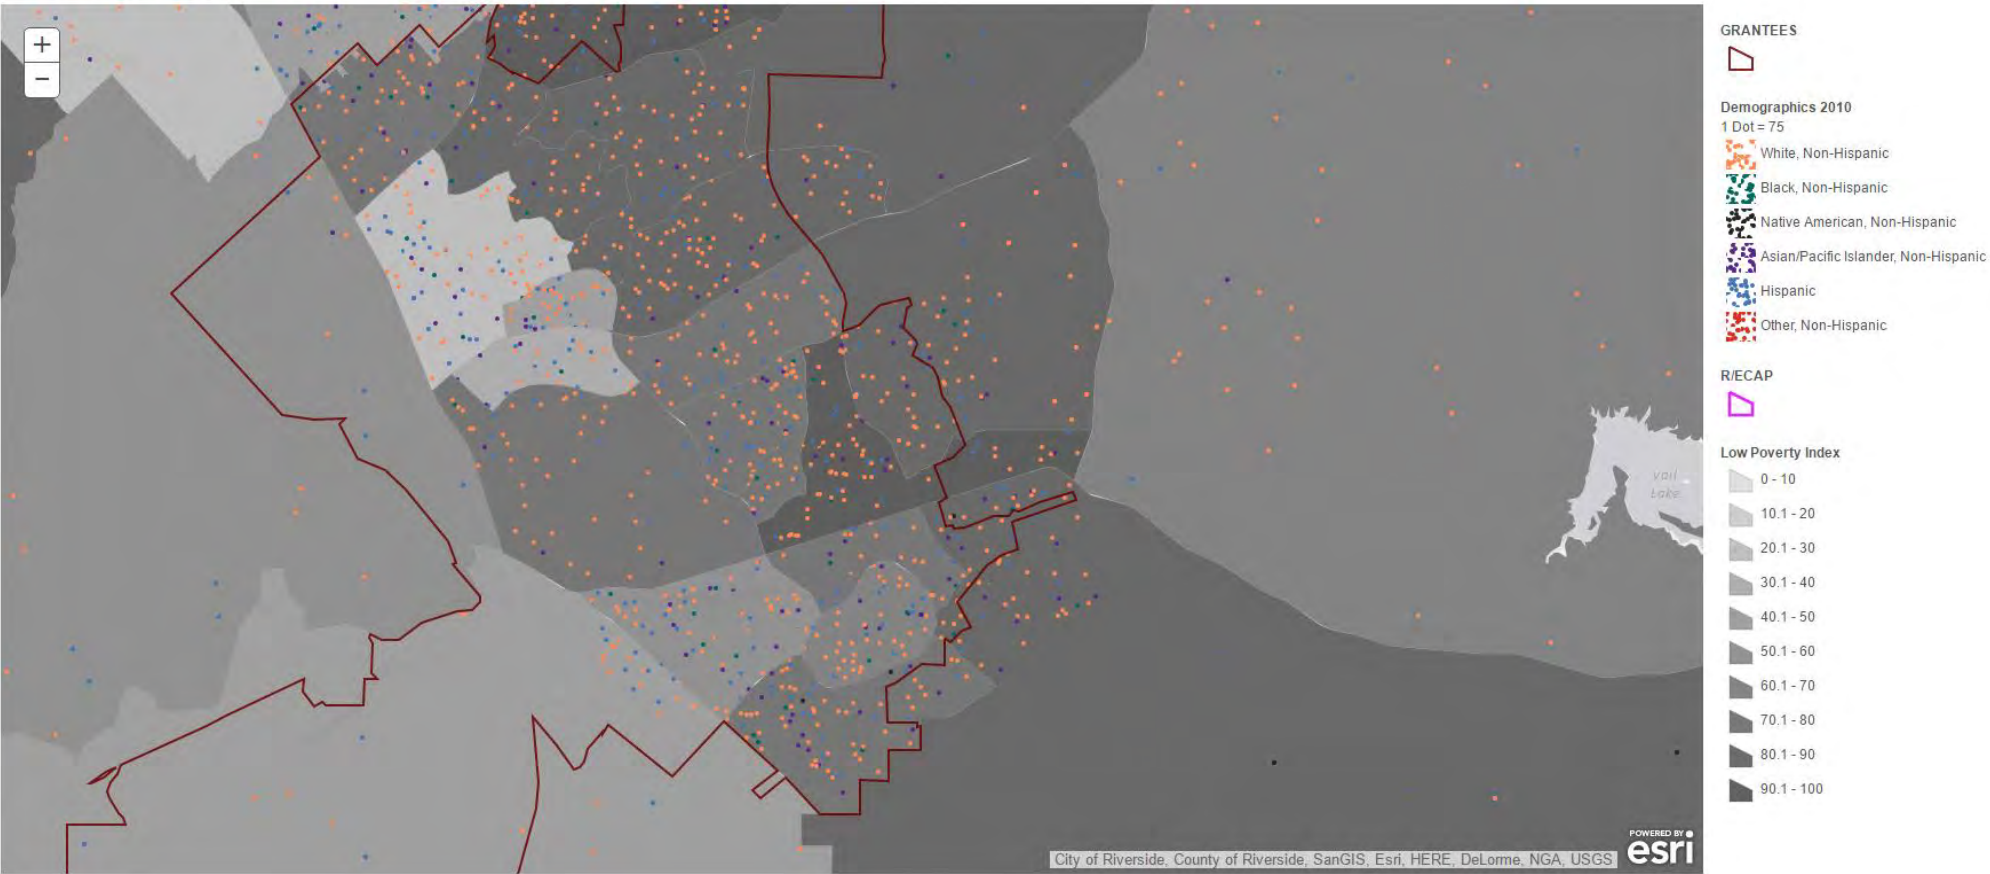 +
−
GRANTEES
Demographics 2010
1 Dot = 75
White, Non-Hispanic
Black, Non-Hispanic
Native American, Non-Hispanic
Asian/Pacific Islander, Non-Hispanic
Hispanic
Other, Non-Hispanic
R/ECAP
Low Poverty Index
0 - 10
10.1 - 20
20.1 - 30
30.1 - 40
40.1 - 50
50.1 - 60
60.1 - 70
70.1 - 80
80.1 - 90
90.1 - 100
Vail
Lake
POWERED BY
esri
City of Riverside, County of Riverside, SanGIS, Esri, HERE, DeLorme, NGA, USGS